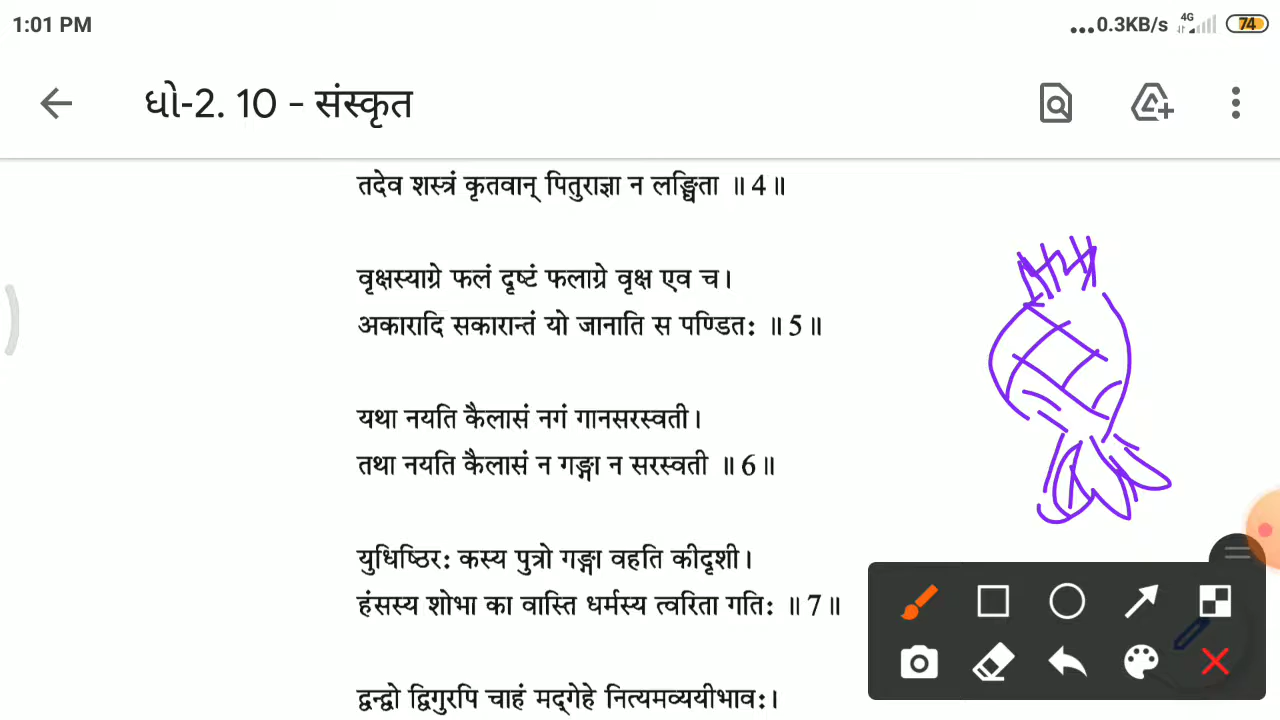 1:01 PM
...0.3KB/s 4G 74
धो-2. 10 - संस्कृत
तदेव शस्त्रं कृतवान् पितुराज्ञा न लङ्घिता ॥ 4॥
वृक्षस्याग्रे फलं दृष्टं फलाग्रे वृक्ष एव च।
अकारादि सकारान्तं यो जानाति स पण्डितः ॥ 5॥
यथा नयति कैलासं नगं गानसरस्वती।
तथा नयति कैलासं न गङ्गा न सरस्वती ॥ 6॥
युधिष्ठिरः कस्य पुत्रो गङ्गा वहति कीदृशी।
हंसस्य शोभा का वास्ति धर्मस्य त्वरिता गतिः ॥ 7॥
द्वन्द्वो द्विगुरपि चाहं मद्गेहे नित्यमव्ययीभावः।